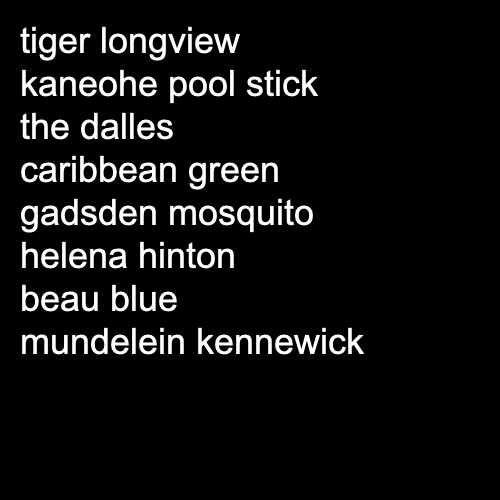 tiger longview
kaneohe pool stick
the dalles
caribbean green
gadsden mosquito
helena hinton
beau blue
mundelein kennewick